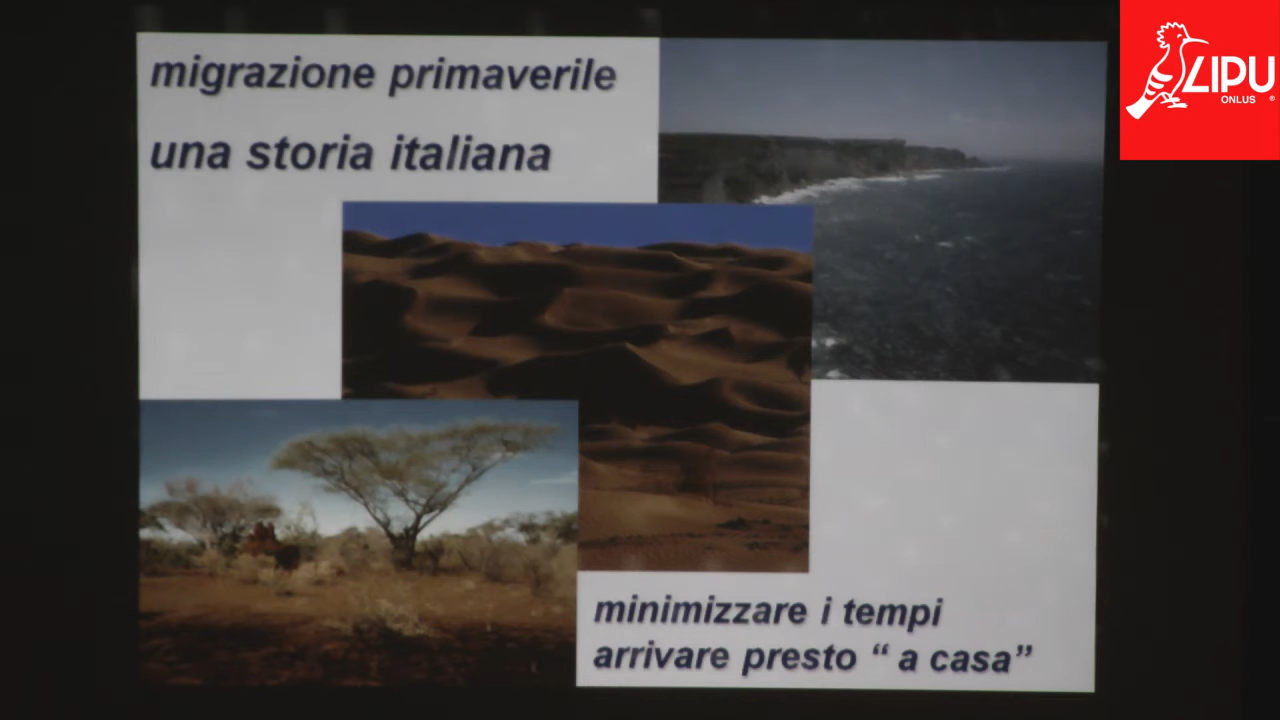 migrazione primaverile
una storia italiana
LIPU
ONLUS ®
minimizzare i tempi
arrivare presto “ a casa”